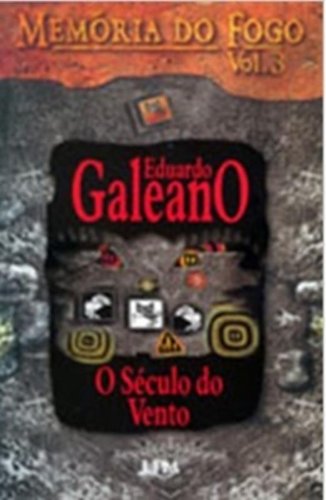 MEMÓRIA DO FOGO
Vol. 3
Eduardo
GaleanO
O Século do
Vento
L&PM